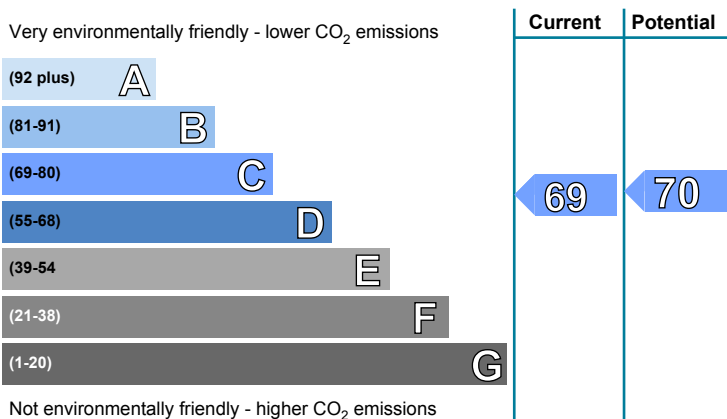 Very environmentally friendly - lower CO2 emissions
Current
Potential
(92 plus) A
(81-91) B
(69-80) C
(55-68) D
(39-54 E
(21-38) F
(1-20) G
69
70
Not environmentally friendly - higher CO2 emissions